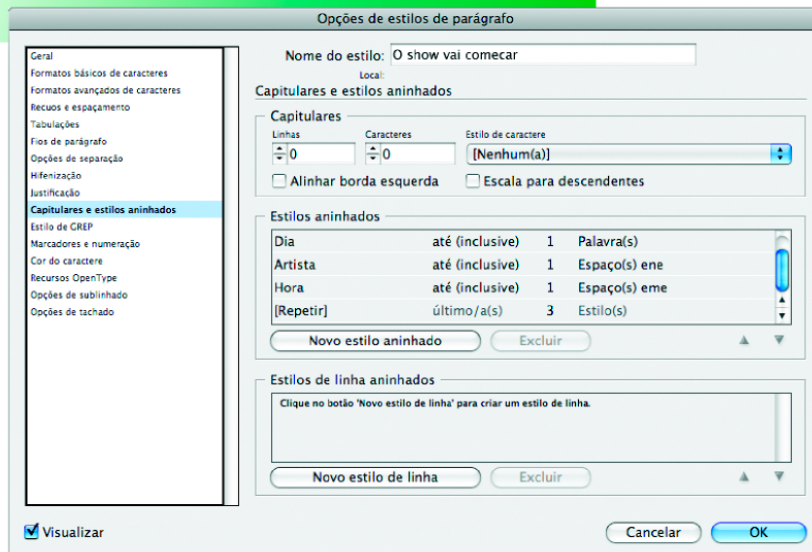 Opções de estilos de parágrafo
Geral
Formatos básicos de caracteres
Formatos avançados de caracteres
Recuos e espaçamento
Tabulações
Fios de parágrafo
Opções de separação
Hifenização
Justificação
Capitulares e estilos aninhados
Estilo de GREP
Marcadores e numeração
Cor do caractere
Recursos OpenType
Opções de sublinhado
Opções de tachado
Nome do estilo: O show vai comecar
Local:
Capitulares e estilos aninhados
Capitulares
Linhas Caracteres Estilo de caractere
0 0 [Nenhum(a)]
Alinhar borda esquerda Escala para descendentes
Estilos aninhados
Dia até (inclusive) 1 Palavra(s)
Artista até (inclusive) 1 Espaço(s) ene
Hora até (inclusive) 1 Espaço(s) eme
[Repetir] último/a(s) 3 Estilo(s)
Novo estilo aninhado Excluir
Estilos de linha aninhados
Clique no botão 'Novo estilo de linha' para criar um estilo de linha.
Novo estilo de linha Excluir
Visualizar Cancelar OK